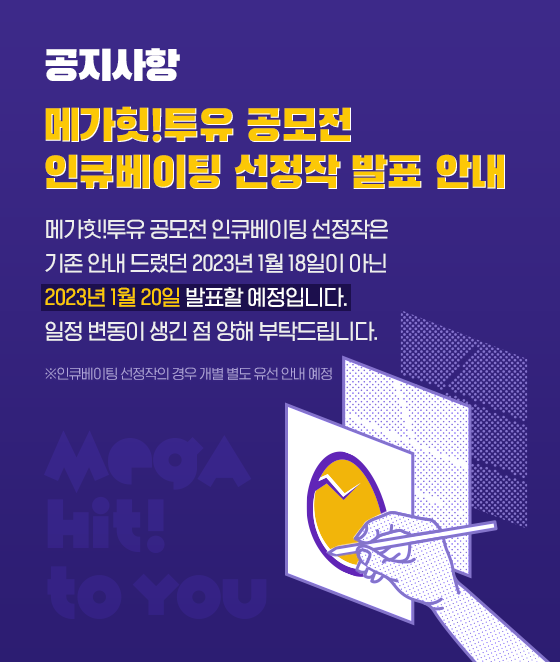 공지사항
메가힛!투유 공모전
인큐베이팅 선정작 발표 안내
메가힛!투유 공모전 인큐베이팅 선정작은
기존 안내 드렸던 2023년 1월 18일이 아닌
2023년 1월 20일 발표할 예정입니다.
일정 변동이 생긴 점 양해 부탁드립니다.
※인큐베이팅 선정작의 경우 개별 별도 유선 안내 예정
MegA
hit!
to You